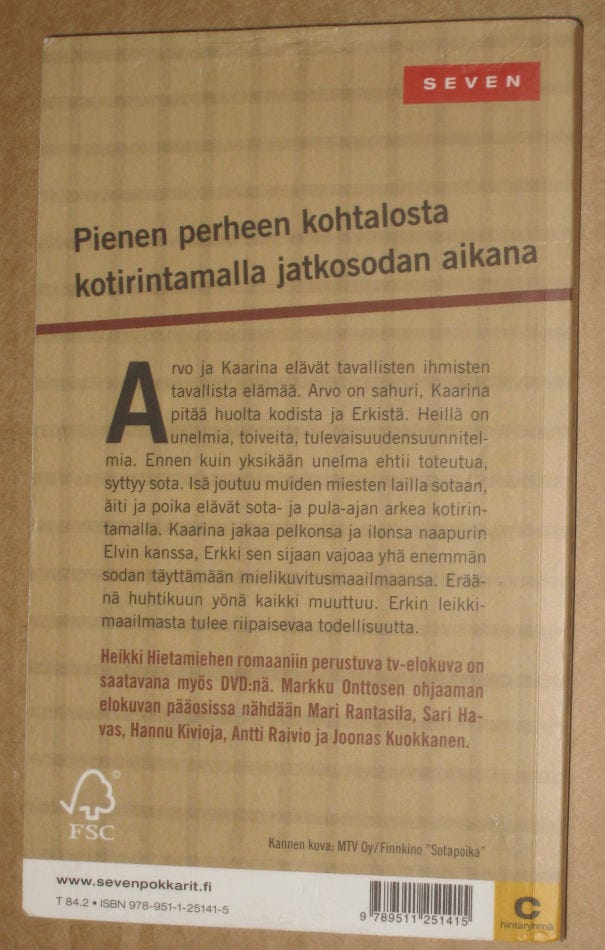 SEVEN
Pienen perheen kohtalosta
kotirintamalla jatkosodan aikana
Arvo ja Kaarina elävät tavallisten ihmisten
tavallista elämää. Arvo on sahuri, Kaarina
pitää huolta kodista ja Erkistä. Heillä on
unelmia, toiveita, tulevaisuudensuunnitel-
mia. Ennen kuin yksikään unelma ehtii toteutua,
syttyy sota. Isä joutuu muiden miesten lailla sotaan,
äiti ja poika elävät sota- ja pula-ajan arkea kotirin-
tamalla. Kaarina jakaa pelkonsa ja ilonsa naapurin
Elvin kanssa, Erkki sen sijaan vajoaa yhä enemmän
sodan täyttämään mielikuvitusmaailmaansa. Erää-
nä huhtikuun yönä kaikki muuttuu. Erkin leikki-
maailmasta tulee riipaisevaa todellisuutta.
Heikki Hietamiehen romaaniin perustuva tv-elokuva on
saatavana myös DVD:nä. Markku Onttosen ohjaaman
elokuvan pääosissa nähdään Mari Rantasila, Sari Ha-
vas, Hannu Kivioja, Antti Raivio ja Joonas Kuokkanen.
©
FSC
Kannen kuva: MTV Oy/Finnkino "Sotapoika"
www.sevenpokkarit.fi
T 84.2 • ISBN 978-951-1-25141-5
9 789511 251415
C
hintaryhmä